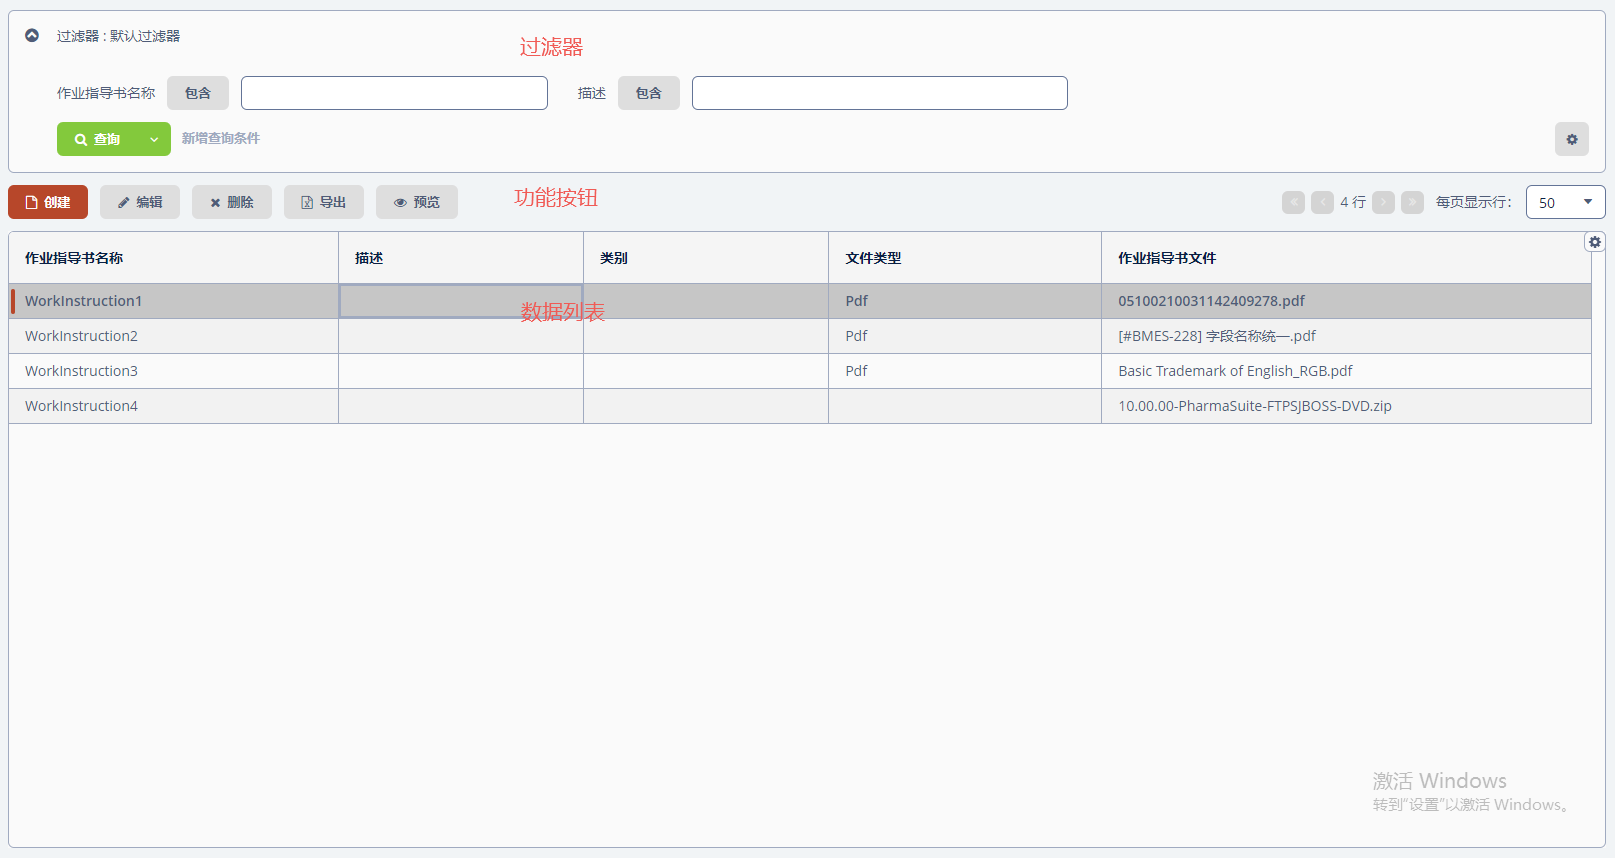 过滤器 : 默认过滤器
过滤器
作业指导书名称 包含 描述 包含
查询 新增查询条件
创建 编辑 删除 导出 预览 功能按钮 4 行 每页显示行: 50
作业指导书名称 描述 类别 文件类型 作业指导书文件
WorkInstruction1 Pdf 05100210031142409278.pdf
数据列表
WorkInstruction2 Pdf [#BMES-228] 字段名称统一.pdf
WorkInstruction3 Pdf Basic Trademark of English_RGB.pdf
WorkInstruction4 10.00.00-PharmaSuite-FTPSJBOSS-DVD.zip
激活 Windows
转到"设置"以激活 Windows。